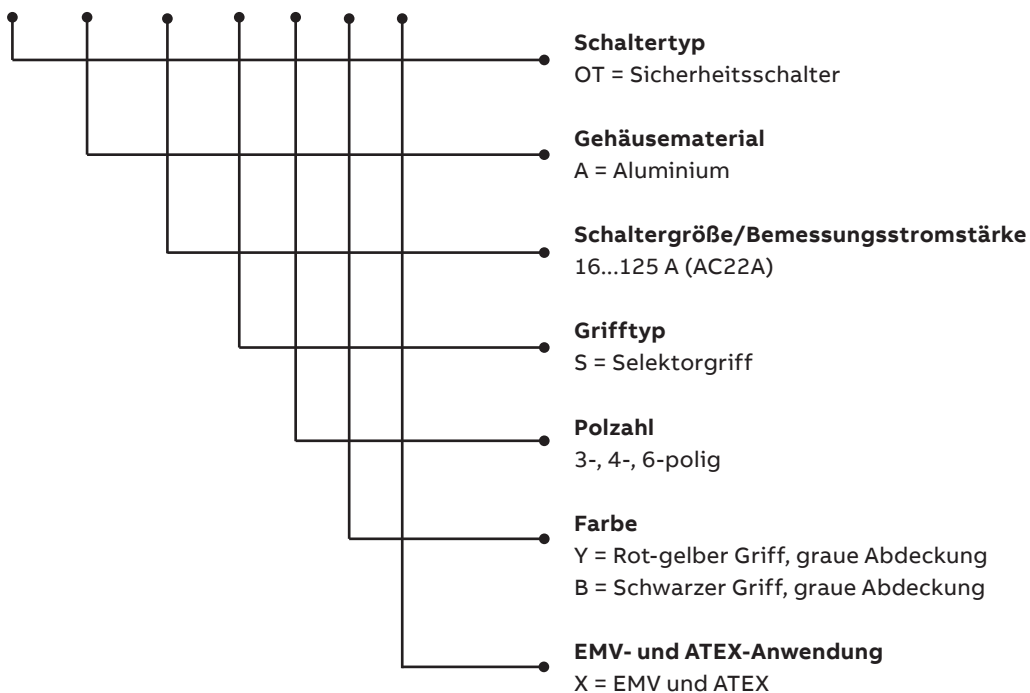 Schaltertyp
OT = Sicherheitsschalter
Gehäusematerial
A = Aluminium
Schaltergröße/Bemessungsstromstärke
16...125 A (AC22A)
Grifftyp
S = Selektorgriff
Polzahl
3-, 4-, 6-polig
Farbe
Y = Rot-gelber Griff, graue Abdeckung
B = Schwarzer Griff, graue Abdeckung
EMV- und ATEX-Anwendung
X = EMV und ATEX